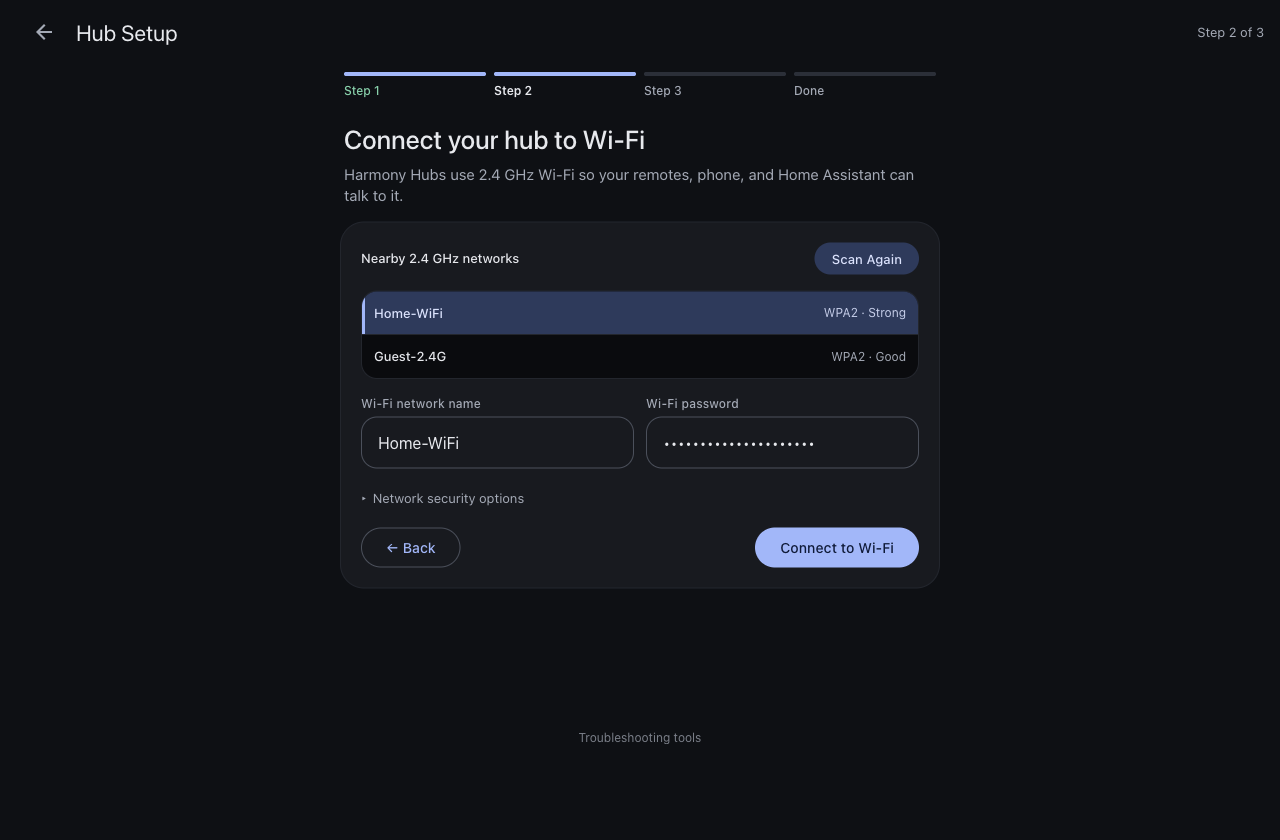 Hub Setup
Step 2 of 3
Step 1
Step 2
Step 3
Done
Connect your hub to Wi-Fi
Harmony Hubs use 2.4 GHz Wi-Fi so your remotes, phone, and Home Assistant can
talk to it.
Nearby 2.4 GHz networks
Scan Again
Home-WiFi
WPA2 · Strong
Guest-2.4G
WPA2 · Good
Wi-Fi network name
Wi-Fi password
Home-WiFi
•••••••••••••••••••••
‣ Network security options
← Back
Connect to Wi-Fi
Troubleshooting tools